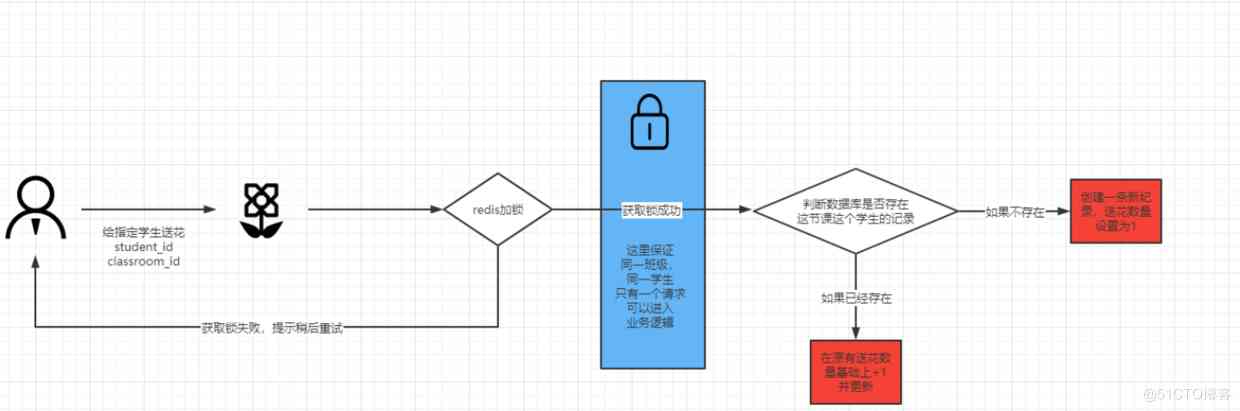 给指定学生送花
student_id
classroom_id
redis加锁
获取锁失败，提示稍后重试
获取锁成功
这里保证
同一班级，
同一学生
只有一个请求
可以进入
业务逻辑
判断数据库是否存在
这节课这个学生的记录
如果不存在
创建一条新纪
录，送花数量
设置为1
如果已经存在
在原有送花数
量基础上+1
并更新
@51CTO博客